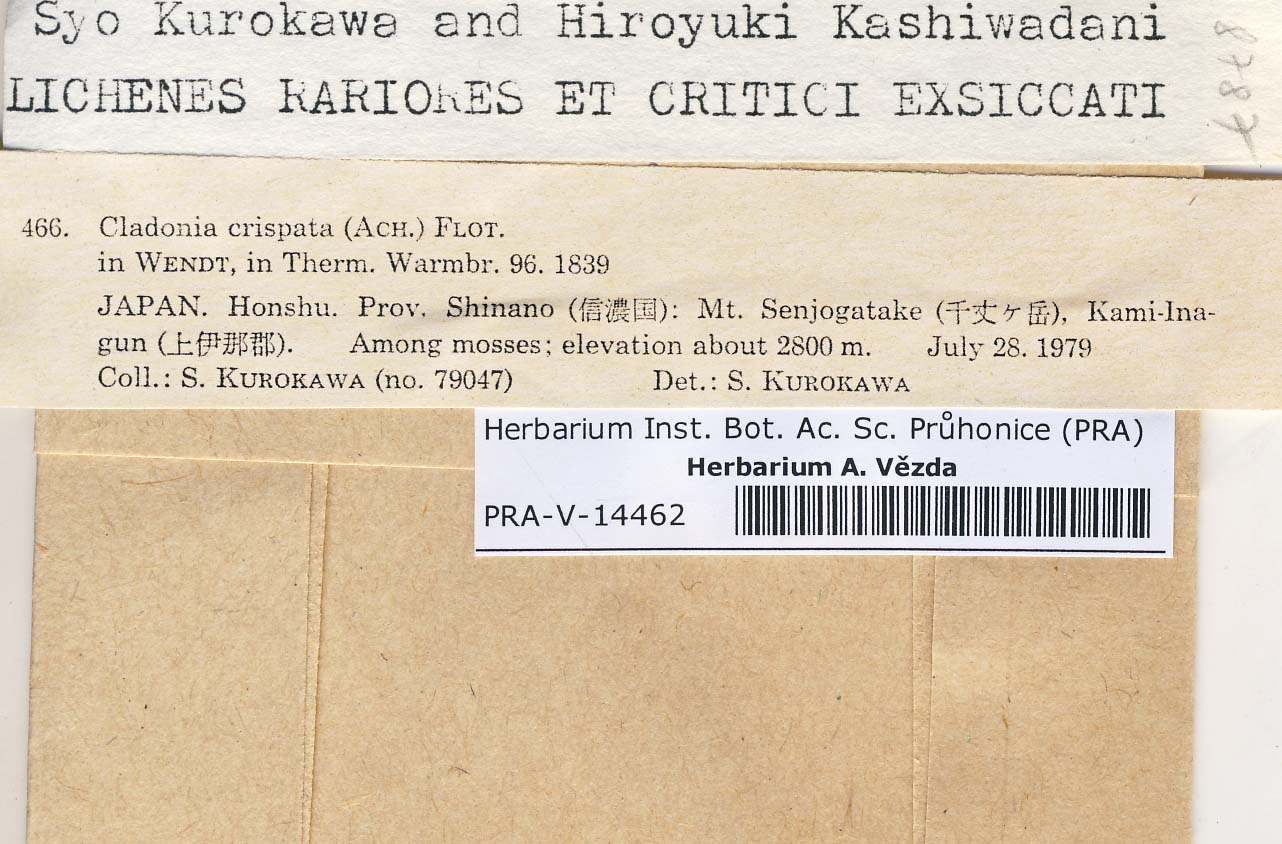 Syo Kurokawa and Hiroyuki Kashiwadani
LICHENES RARIORES ET CRITICI EXSICCATI
466. Cladonia crispata (ACH.) FLOT.
in WENDT, in Therm. Warmbr. 96. 1839
JAPAN. Honshu. Prov. Shinano (信濃国): Mt. Senjogatake (千丈ケ岳), Kami-Ina-
gun (上伊那郡). Among mosses; elevation about 2800 m. July 28. 1979
Coll.: S. KUROKAWA (no. 79047) Det.: S. KUROKAWA
Herbarium Inst. Bot. Ac. Sc. Průhonice (PRA)
Herbarium A. Vězda
PRA-V-14462